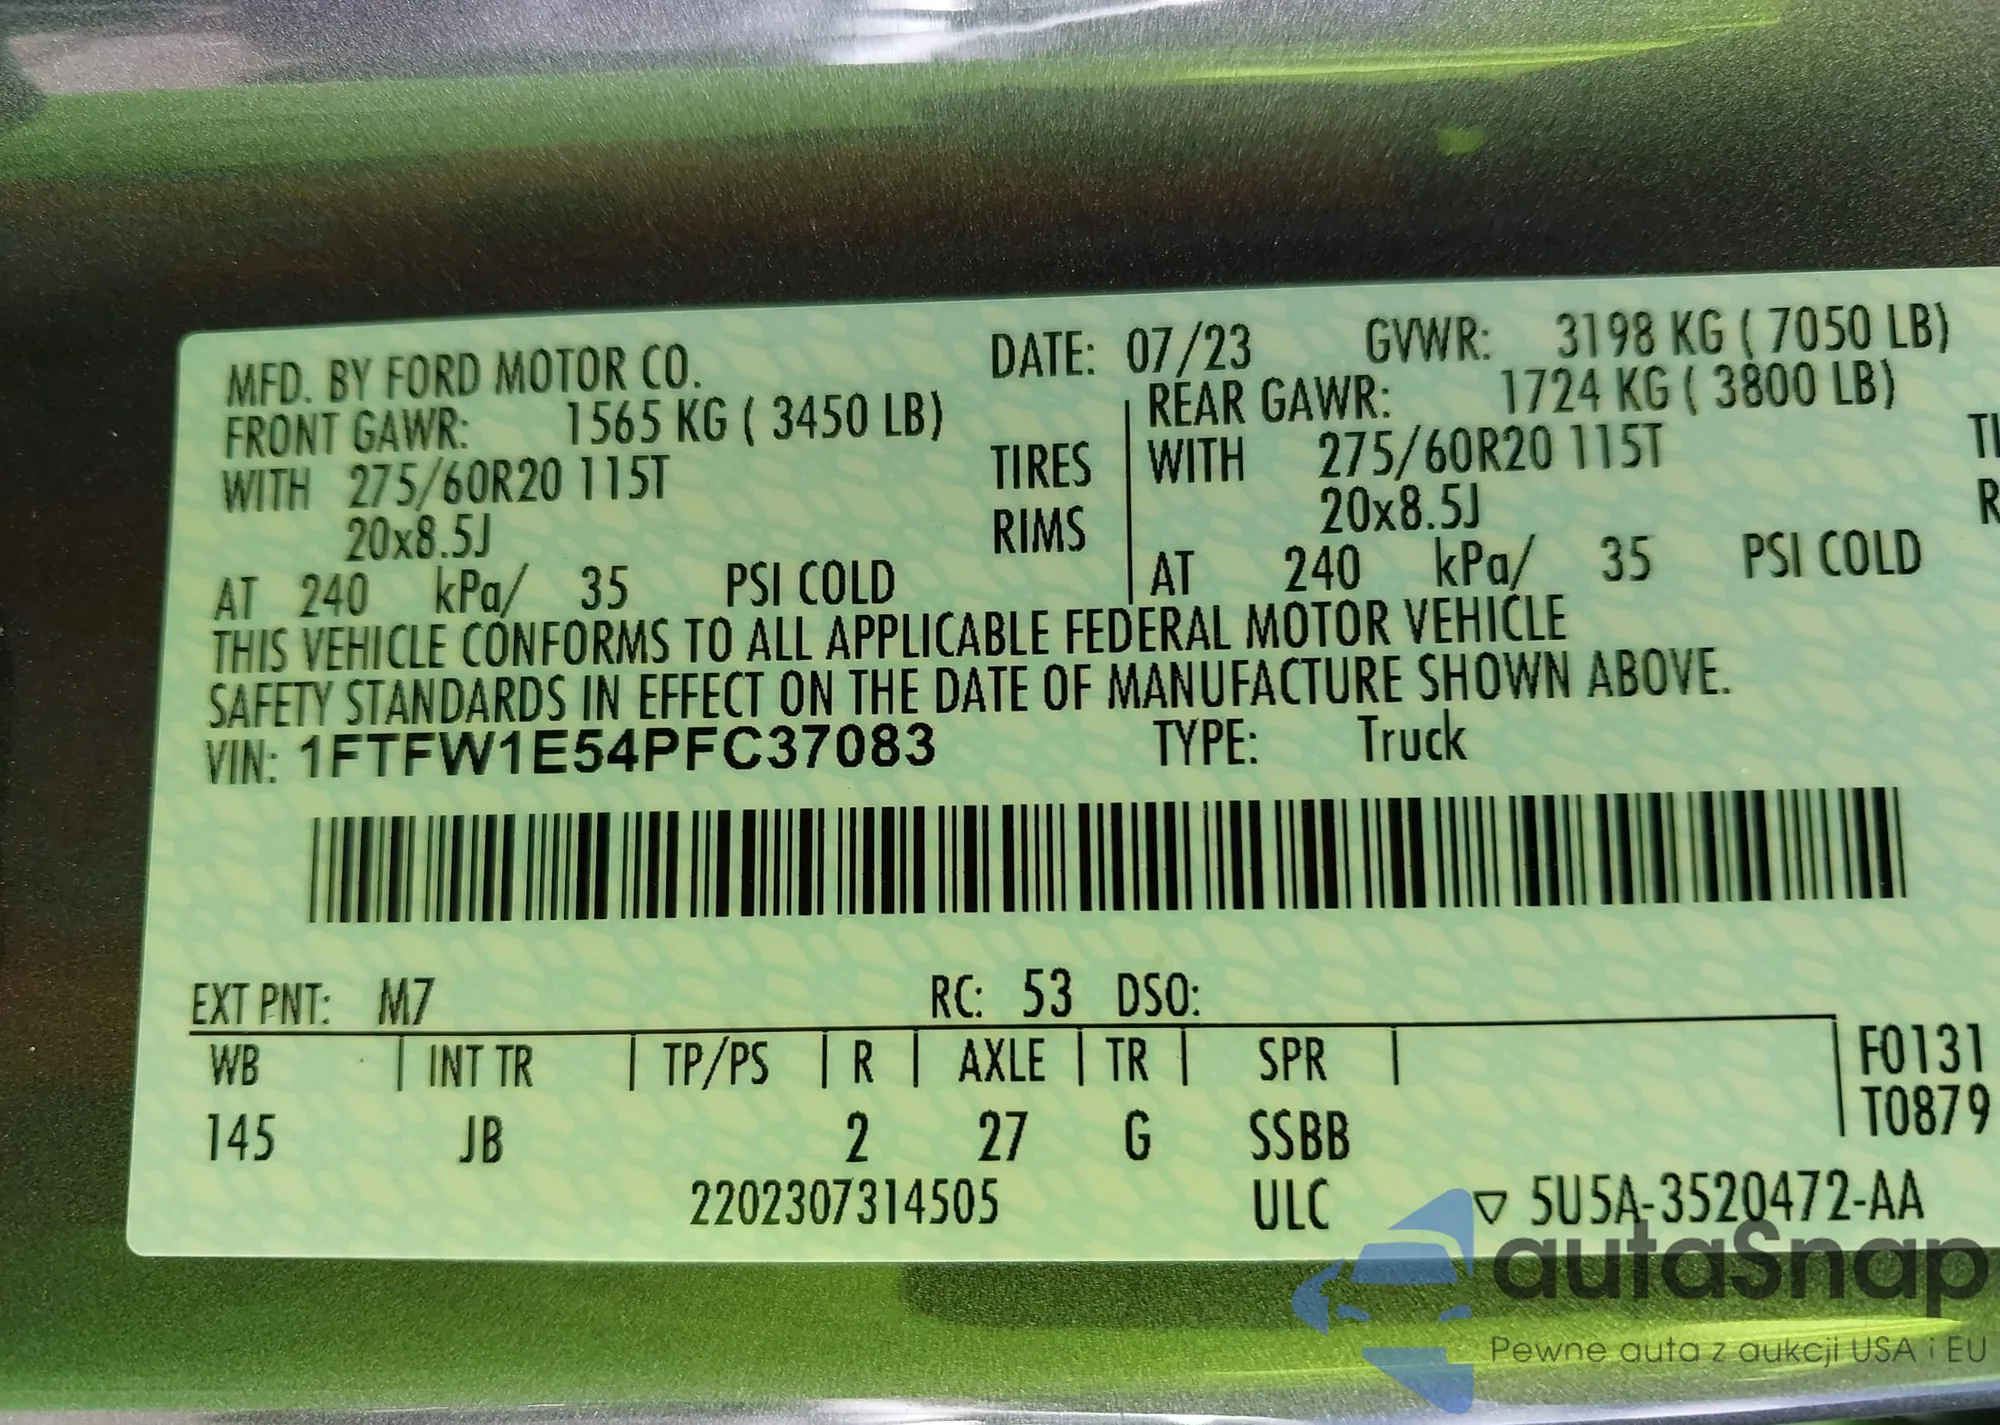 MFD. BY FORD MOTOR CO. DATE: 07/23 GVWR: 3198 KG ( 7050 LB)
FRONT GAWR: 1565 KG ( 3450 LB) REAR GAWR: 1724 KG ( 3800 LB)
WITH 275/60R20 115T TIRES WITH 275/60R20 115T TI
20x8.5J RIMS 20x8.5J R
AT 240 kPa/ 35 PSI COLD AT 240 kPa/ 35 PSI COLD
THIS VEHICLE CONFORMS TO ALL APPLICABLE FEDERAL MOTOR VEHICLE
SAFETY STANDARDS IN EFFECT ON THE DATE OF MANUFACTURE SHOWN ABOVE.
VIN: 1FTFW1E54PFC37083 TYPE: Truck
EXT PNT: M7 RC: 53 DSO:
WB INT TR TP/PS R AXLE TR SPR F0131
145 JB 2 27 G SSBB T0879
2202307314505 ULC ▽ 5U5A-3520472-AA
autaSnap
Pewne auta z aukcji USA i EU